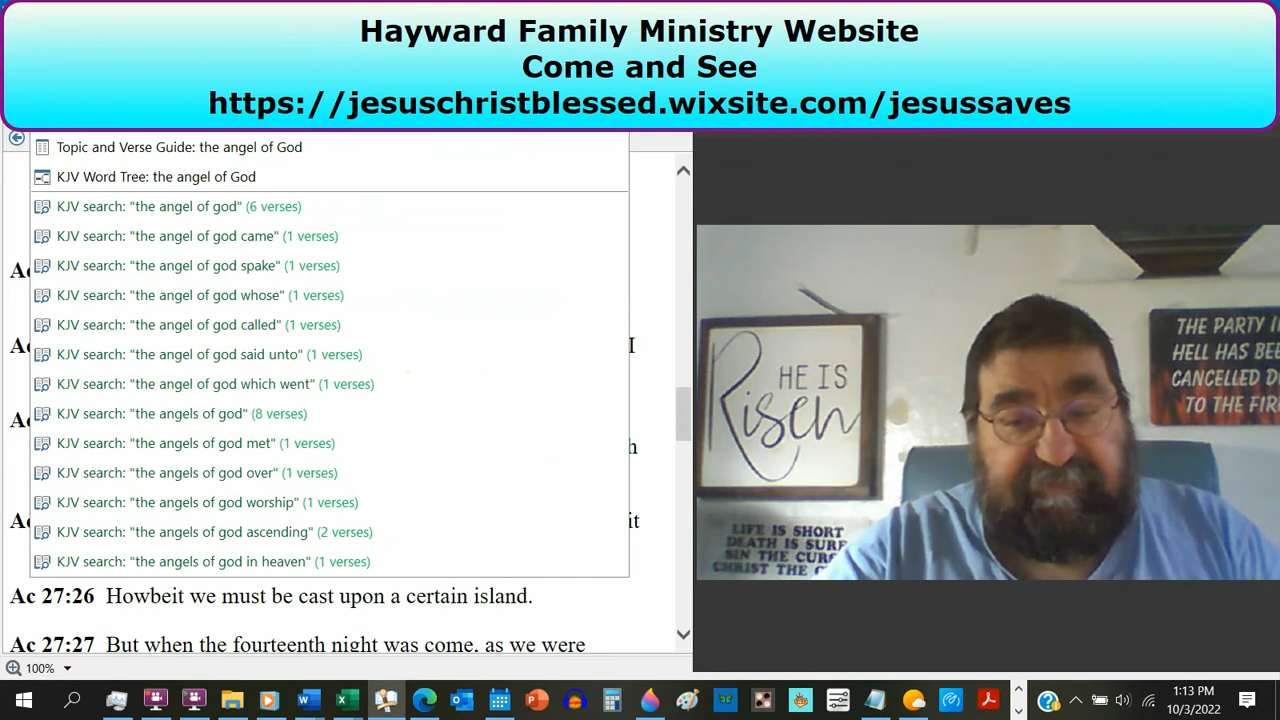 Hayward Family Ministry Website
Come and See
https://jesuschristblessed.wixsite.com/jesussaves
Topic and Verse Guide: the angel of God
KJV Word Tree: the angel of God
KJV search: "the angel of god" (6 verses)
KJV search: "the angel of god came" (1 verses)
KJV search: "the angel of god spake" (1 verses)
KJV search: "the angel of god whose" (1 verses)
KJV search: "the angel of god called" (1 verses)
KJV search: "the angel of god said unto" (1 verses)
KJV search: "the angel of god which went" (1 verses)
KJV search: "the angels of god" (8 verses)
KJV search: "the angels of god met" (1 verses)
KJV search: "the angels of god over" (1 verses)
KJV search: "the angels of god worship" (1 verses)
KJV search: "the angels of god ascending" (2 verses)
KJV search: "the angels of god in heaven" (1 verses)
I
it
Ac 27:26 Howbeit we must be cast upon a certain island.
Ac 27:27 But when the fourteenth night was come, as we were
100%
HE IS
Risen
THE PARTY
HELL HAS
CANCELLED
TO THE
LIFE IS SHORT
DEATH IS
SIN THE
CHRIST THE
1:13 PM
10/3/2022